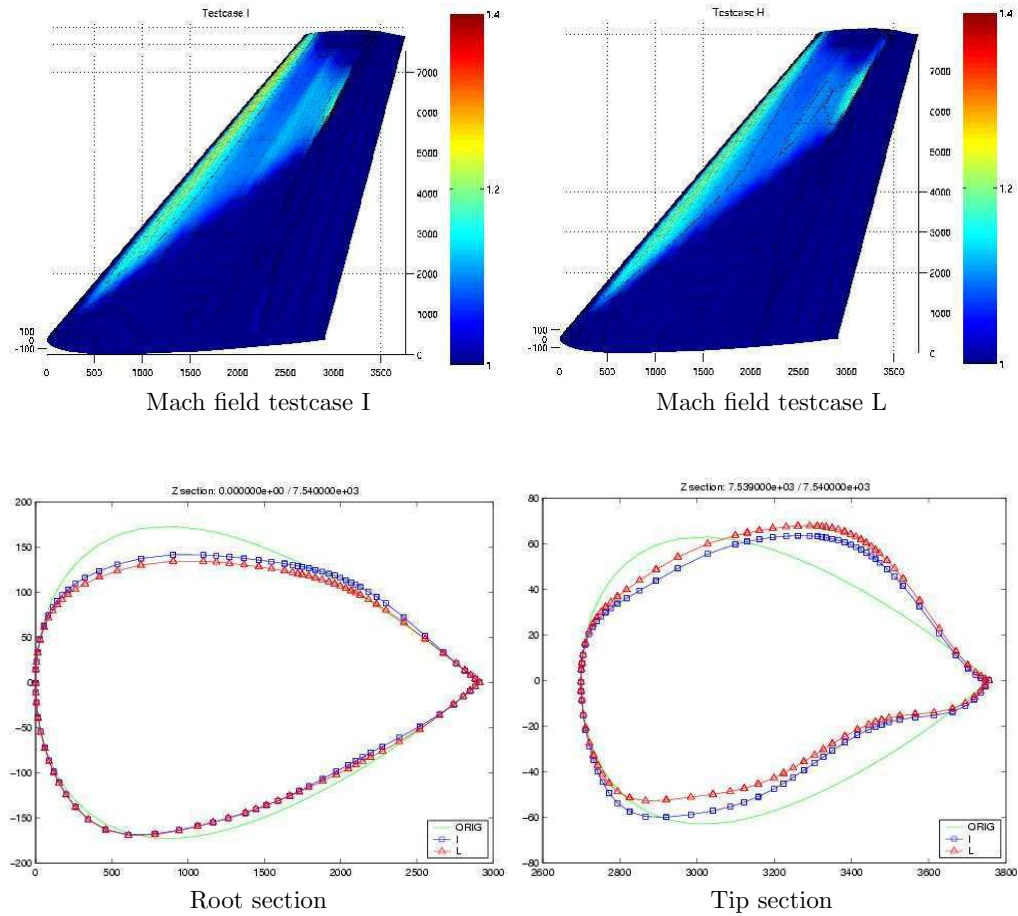 Testcase I
1.4
7000
6000
5000
4000
1.2
3000
2000
100
0
-100
0
1
0 500 1000 1500 2000 2500 3000 3500
Mach field testcase I
Testcase H
1.4
7000
6000
5000
4000
1.2
3000
2000
100
0
-100
0
1
0 500 1000 1500 2000 2500 3000 3500
Mach field testcase L
Z section: 0.000000e+00 / 7.540000e+03
200
150
100
50
0
−50
−100
−150
−200
0 500 1000 1500 2000 2500 3000
ORIG
I
L
Root section
Z section: 7.539000e+03 / 7.540000e+03
80
60
40
20
0
−20
−40
−60
−80
2600 2800 3000 3200 3400 3600 3800
ORIG
I
L
Tip section